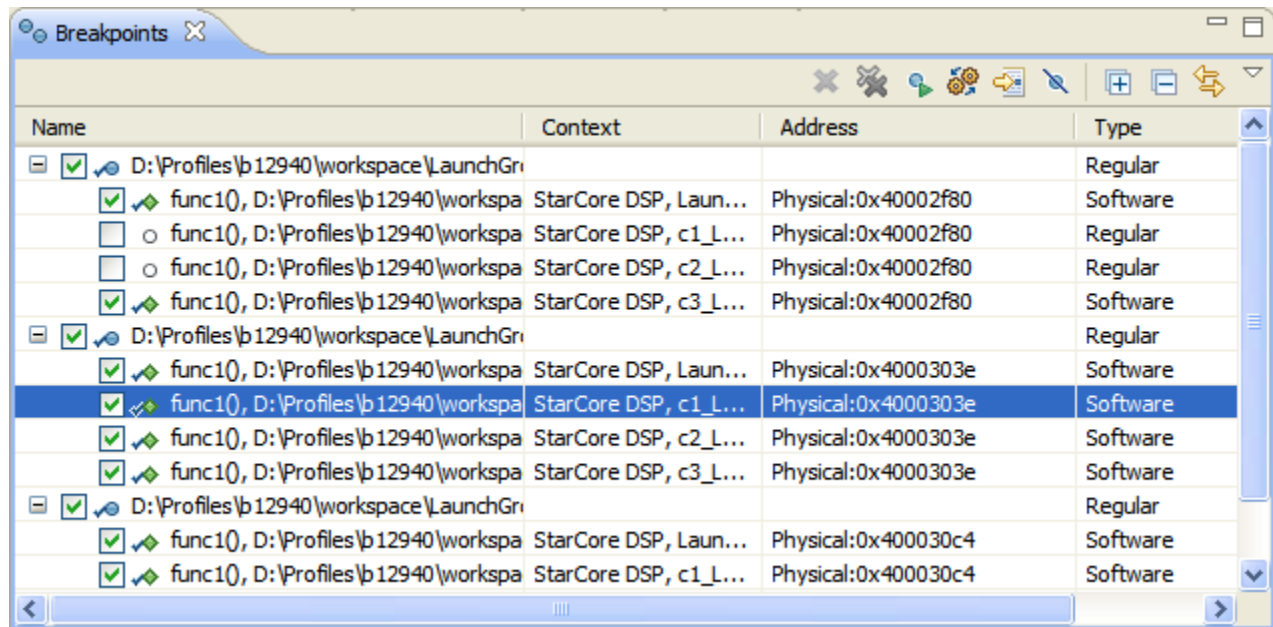 Breakpoints
Name Context Address Type
D:\Profiles\b12940\workspace\LaunchGr Regular
func1(), D:\Profiles\b12940\workspa StarCore DSP, Laun... Physical:0x40002f80 Software
func1(), D:\Profiles\b12940\workspa StarCore DSP, c1_L... Physical:0x40002f80 Regular
func1(), D:\Profiles\b12940\workspa StarCore DSP, c2_L... Physical:0x40002f80 Regular
func1(), D:\Profiles\b12940\workspa StarCore DSP, c3_L... Physical:0x40002f80 Software
D:\Profiles\b12940\workspace\LaunchGr Regular
func1(), D:\Profiles\b12940\workspa StarCore DSP, Laun... Physical:0x4000303e Software
func1(), D:\Profiles\b12940\workspa StarCore DSP, c1_L... Physical:0x4000303e Software
func1(), D:\Profiles\b12940\workspa StarCore DSP, c2_L... Physical:0x4000303e Software
func1(), D:\Profiles\b12940\workspa StarCore DSP, c3_L... Physical:0x4000303e Software
D:\Profiles\b12940\workspace\LaunchGr Regular
func1(), D:\Profiles\b12940\workspa StarCore DSP, Laun... Physical:0x400030c4 Software
func1(), D:\Profiles\b12940\workspa StarCore DSP, c1_L... Physical:0x400030c4 Software